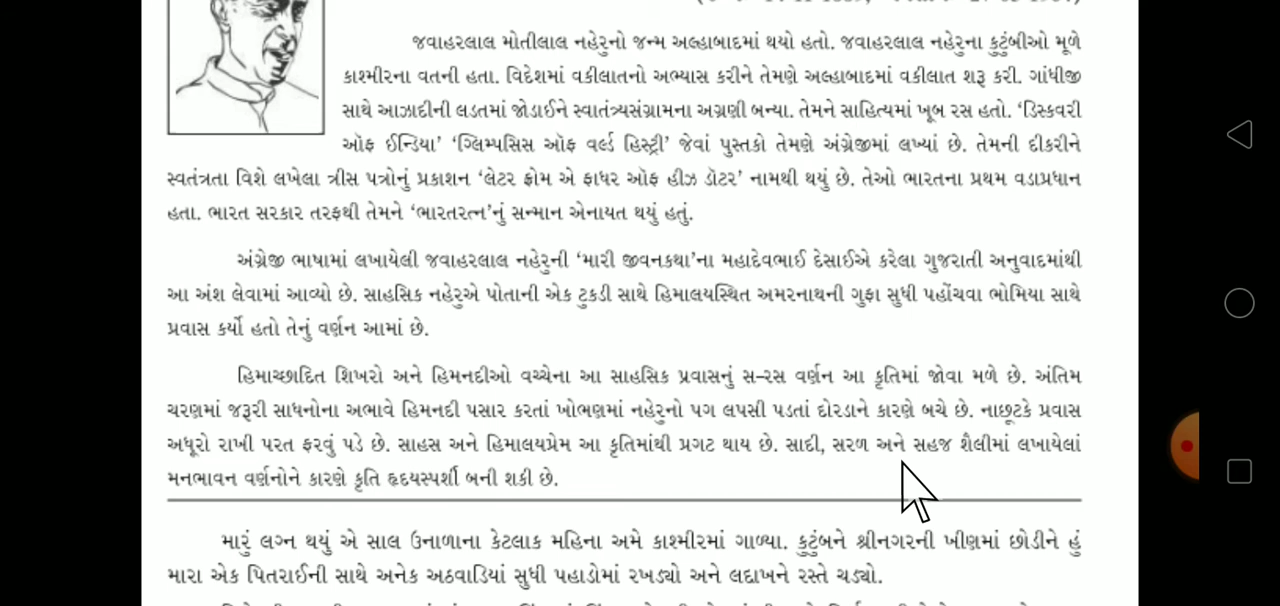 જવાહરલાલ મોતીલાલ નહેરુનો જન્મ અલ્હાબાદમાં થયો હતો. જવાહરલાલ નહેરુના કુટુંબીઓ મૂળે
કાશ્મીરના વતની હતા. વિદેશમાં વકીલાતનો અભ્યાસ કરીને તેમણે અલ્હાબાદમાં વકીલાત શરૂ કરી. ગાંધીજી
સાથે આઝાદીની લડતમાં જોડાઈને સ્વાતંત્ર્યસંગ્રામના અગ્રણી બન્યા. તેમને સાહિત્યમાં ખૂબ રસ હતો. ‘ડિસ્કવરી
ઑફ ઈન્ડિયા’ ‘ગ્લિમ્પસિસ ઑફ વર્લ્ડ હિસ્ટ્રી’ જેવાં પુસ્તકો તેમણે અંગ્રેજીમાં લખ્યાં છે. તેમની દીકરીને
સ્વતંત્રતા વિશે લખેલા ત્રીસ પત્રોનું પ્રકાશન ‘લેટર ફ્રોમ એ ફાધર ઑફ હીઝ ડૉટર’ નામથી થયું છે. તેઓ ભારતના પ્રથમ વડાપ્રધાન
હતા. ભારત સરકાર તરફથી તેમને ‘ભારતરત્ન’નું સન્માન એનાયત થયું હતું.
અંગ્રેજી ભાષામાં લખાયેલી જવાહરલાલ નહેરુની ‘મારી જીવનકથા’ના મહાદેવભાઈ દેસાઈએ કરેલા ગુજરાતી અનુવાદમાંથી
આ અંશ લેવામાં આવ્યો છે. સાહસિક નહેરુએ પોતાની એક ટુકડી સાથે હિમાલયસ્થિત અમરનાથની ગુફા સુધી પહોંચવા ભોમિયા સાથે
પ્રવાસ કર્યો હતો તેનું વર્ણન આમાં છે.
હિમાચ્છાદિત શિખરો અને હિમનદીઓ વચ્ચેના આ સાહસિક પ્રવાસનું સ-રસ વર્ણન આ કૃતિમાં જોવા મળે છે. અંતિમ
ચરણમાં જરૂરી સાધનોના અભાવે હિમનદી પસાર કરતાં ખોભણમાં નહેરુનો પગ લપસી પડતાં દોરડાને કારણે બચે છે. નાછૂટકે પ્રવાસ
અધૂરો રાખી પરત ફરવું પડે છે. સાહસ અને હિમાલયપ્રેમ આ કૃતિમાંથી પ્રગટ થાય છે. સાદી, સરળ અને સહજ શૈલીમાં લખાયેલાં
મનભાવન વર્ણનોને કારણે કૃતિ હૃદયસ્પર્શી બની શકી છે.
મારું લગ્ન થયું એ સાલ ઉનાળાના કેટલાક મહિના અમે કાશ્મીરમાં ગાળ્યા. કુટુંબને શ્રીનગરની ખીણમાં છોડીને હું
મારા એક પિતરાઈની સાથે અનેક અઠવાડિયાં સુધી પહાડોમાં રખડ્યો અને લદાખને રસ્તે ચડ્યો.